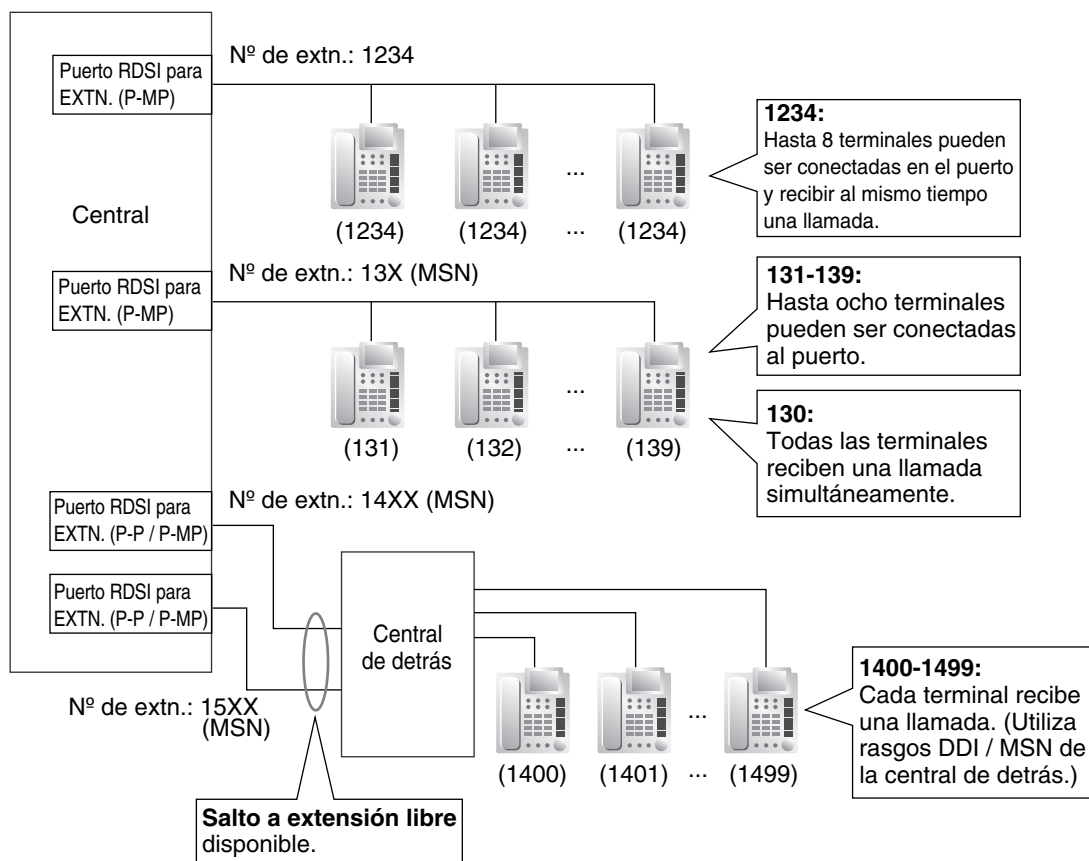 Nº de extn.: 1234
Puerto RDSI para
EXTN. (P-MP)
Central
(1234)
(1234)
...
...
(1234)
1234:
Hasta 8 terminales pueden
ser conectadas en el puerto
y recibir al mismo tiempo
una llamada.
Nº de extn.: 13X (MSN)
Puerto RDSI para
EXTN. (P-MP)
(131)
(132)
...
...
(139)
131-139:
Hasta ocho terminales
pueden ser conectadas
al puerto.
130:
Todas las terminales
reciben una llamada
simultáneamente.
Nº de extn.: 14XX (MSN)
Puerto RDSI para
EXTN. (P-P / P-MP)
Puerto RDSI para
EXTN. (P-P / P-MP)
Central
de detrás
Nº de extn.: 15XX
(MSN)
(1400)
(1401)
...
...
(1499)
1400-1499:
Cada terminal recibe
una llamada. (Utiliza
rasgos DDI / MSN de
la central de detrás.)
Salto a extensión libre
disponible.